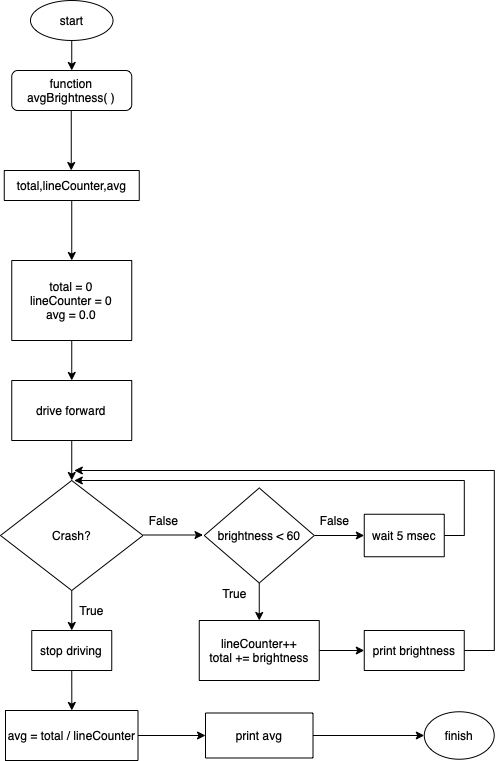 start
function
avgBrightness( )
total,lineCounter,avg
total = 0
lineCounter = 0
avg = 0.0
drive forward
Crash?
False
brightness < 60
False
wait 5 msec
True
True
lineCounter++
total += brightness
print brightness
stop driving
avg = total / lineCounter
print avg
finish